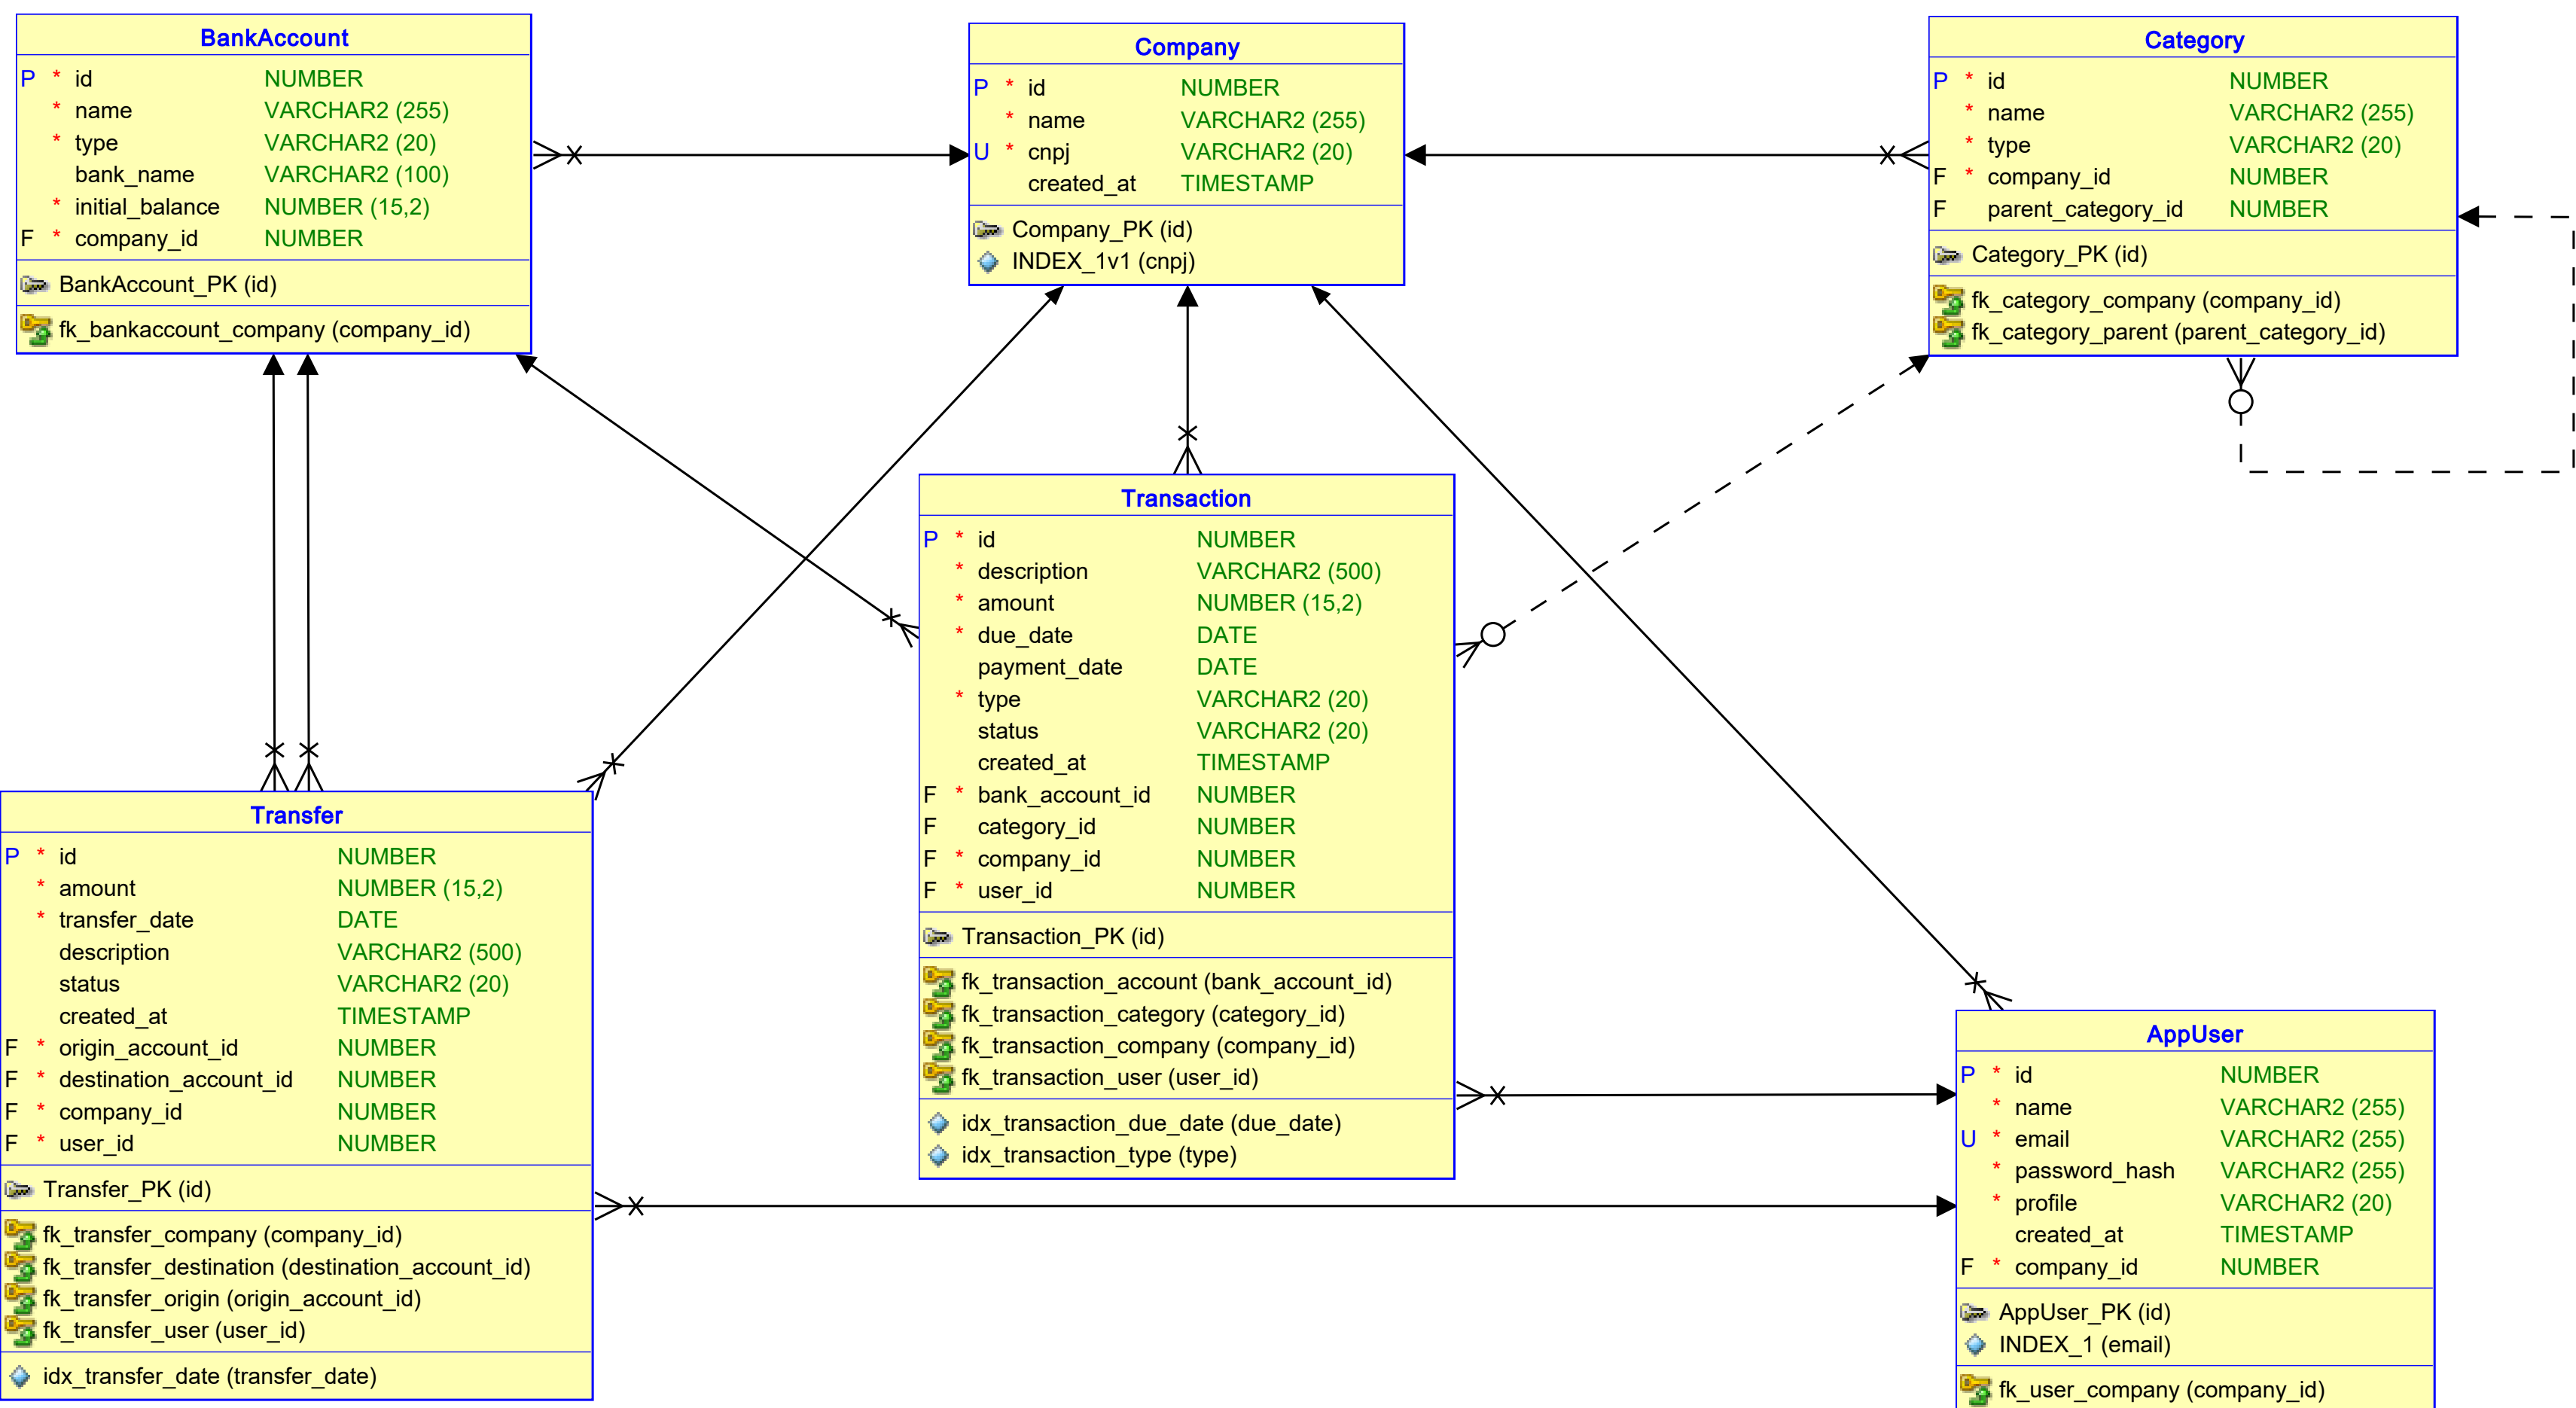 BankAccount
P * id NUMBER
* name VARCHAR2 (255)
* type VARCHAR2 (20)
bank_name VARCHAR2 (100)
* initial_balance NUMBER (15,2)
F * company_id NUMBER
BankAccount_PK (id)
fk_bankaccount_company (company_id)
Company
P * id NUMBER
* name VARCHAR2 (255)
U * cnpj VARCHAR2 (20)
created_at TIMESTAMP
Company_PK (id)
INDEX_1v1 (cnpj)
Category
P * id NUMBER
* name VARCHAR2 (255)
* type VARCHAR2 (20)
F * company_id NUMBER
F parent_category_id NUMBER
Category_PK (id)
fk_category_company (company_id)
fk_category_parent (parent_category_id)
Transaction
P * id NUMBER
* description VARCHAR2 (500)
* amount NUMBER (15,2)
* due_date DATE
payment_date DATE
* type VARCHAR2 (20)
status VARCHAR2 (20)
created_at TIMESTAMP
F * bank_account_id NUMBER
F category_id NUMBER
F * company_id NUMBER
F * user_id NUMBER
Transaction_PK (id)
fk_transaction_account (bank_account_id)
fk_transaction_category (category_id)
fk_transaction_company (company_id)
fk_transaction_user (user_id)
idx_transaction_due_date (due_date)
idx_transaction_type (type)
Transfer
P * id NUMBER
* amount NUMBER (15,2)
* transfer_date DATE
description VARCHAR2 (500)
status VARCHAR2 (20)
created_at TIMESTAMP
F * origin_account_id NUMBER
F * destination_account_id NUMBER
F * company_id NUMBER
F * user_id NUMBER
Transfer_PK (id)
fk_transfer_company (company_id)
fk_transfer_destination (destination_account_id)
fk_transfer_origin (origin_account_id)
fk_transfer_user (user_id)
idx_transfer_date (transfer_date)
AppUser
P * id NUMBER
* name VARCHAR2 (255)
U * email VARCHAR2 (255)
* password_hash VARCHAR2 (255)
* profile VARCHAR2 (20)
created_at TIMESTAMP
F * company_id NUMBER
AppUser_PK (id)
INDEX_1 (email)
fk_user_company (company_id)